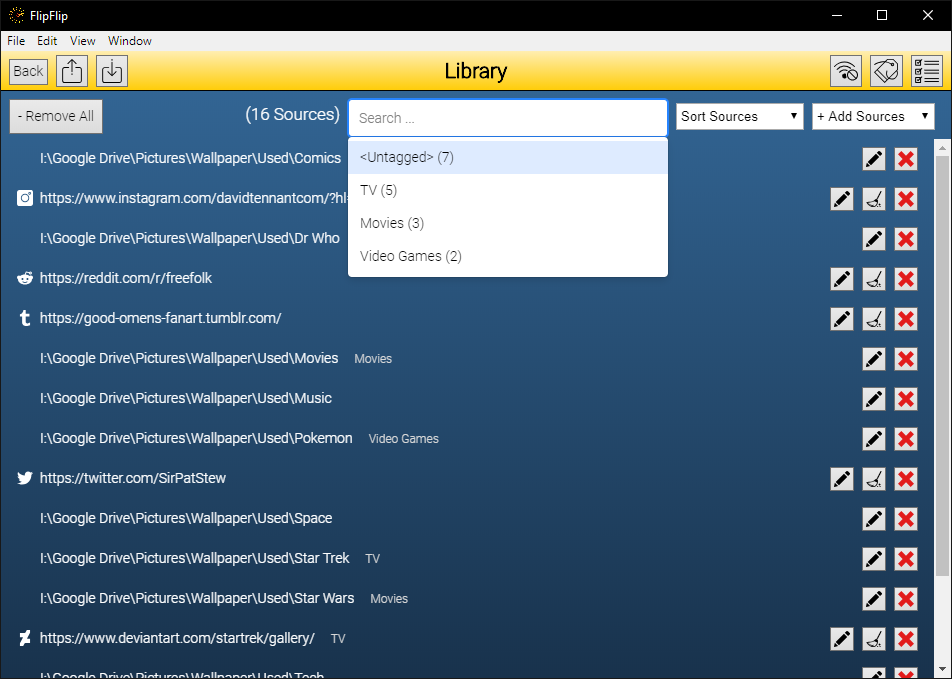 FlipFlip
File Edit View Window
Back
Library
- Remove All
(16 Sources)
Search ...
Sort Sources
+ Add Sources
<Untagged> (7)
TV (5)
Movies (3)
Video Games (2)
I:\Google Drive\Pictures\Wallpaper\Used\Comics
https://www.instagram.com/davidtennantcom/?hl
I:\Google Drive\Pictures\Wallpaper\Used\Dr Who
https://reddit.com/r/freefolk
https://good-omens-fanart.tumblr.com/
I:\Google Drive\Pictures\Wallpaper\Used\Movies Movies
I:\Google Drive\Pictures\Wallpaper\Used\Music
I:\Google Drive\Pictures\Wallpaper\Used\Pokemon Video Games
https://twitter.com/SirPatStew
I:\Google Drive\Pictures\Wallpaper\Used\Space
I:\Google Drive\Pictures\Wallpaper\Used\Star Trek TV
I:\Google Drive\Pictures\Wallpaper\Used\Star Wars Movies
https://www.deviantart.com/startrek/gallery/ TV
I:\Google Drive\Pictures\Wallpaper\Used\Tech